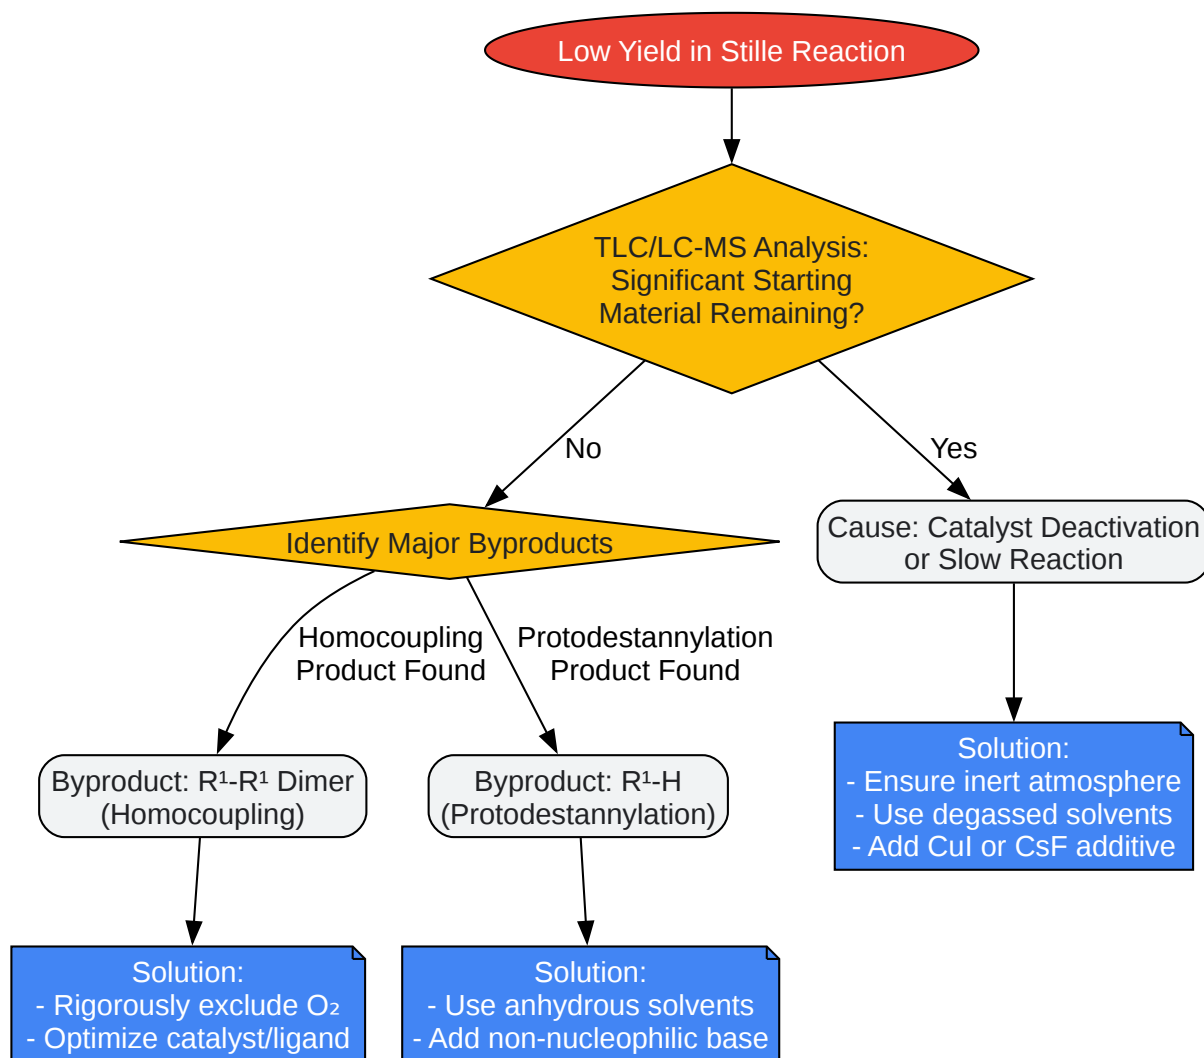 Low Yield in Stille Reaction
TLC/LC-MS Analysis:
Significant Starting
Material Remaining?
No
Yes
Identify Major Byproducts
Cause: Catalyst Deactivation
or Slow Reaction
Homocoupling
Product Found
Protodestannylation
Product Found
Byproduct: R¹-R¹ Dimer
(Homocoupling)
Byproduct: R¹-H
(Protodestannylation)
Solution:
- Ensure inert atmosphere
- Use degassed solvents
- Add CuI or CsF additive
Solution:
- Rigorously exclude O₂
- Optimize catalyst/ligand
Solution:
- Use anhydrous solvents
- Add non-nucleophilic base